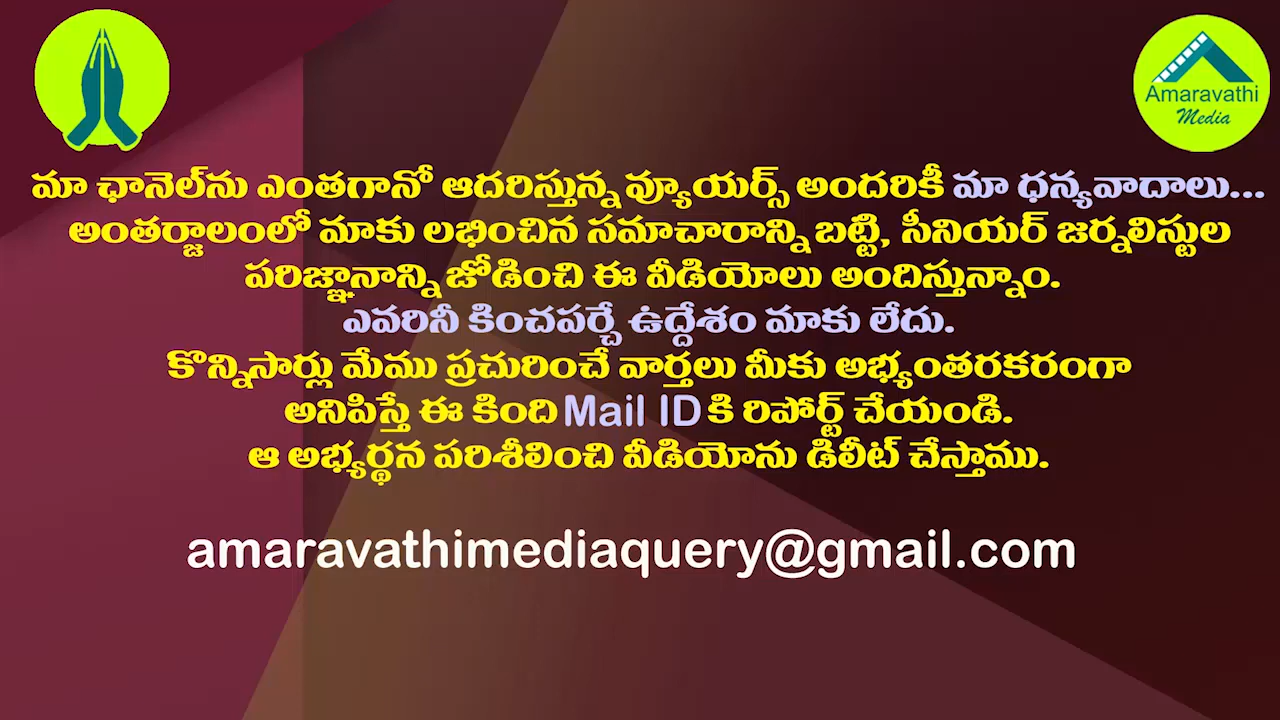 Amaravathi
Media
మా ఛానెల్‌ను ఎంతగానో ఆదరిస్తున్న వ్యూయర్స్ అందరికీ మా ధన్యవాదాలు...
అంతర్జాలంలో మాకు లభించిన సమాచారాన్ని బట్టి, సీనియర్ జర్నలిస్టుల
పరిజ్ఞానాన్ని జోడించి ఈ వీడియోలు అందిస్తున్నాం.
ఎవరినీ కించపర్చే ఉద్దేశం మాకు లేదు.
కొన్నిసార్లు మేము ప్రచురించే వార్తలు మీకు అభ్యంతరకరంగా
అనిపిస్తే ఈ కింది Mail ID కి రిపోర్ట్ చేయండి.
ఆ అభ్యర్థన పరిశీలించి వీడియోను డిలీట్ చేస్తాము.
amaravathimediaquery@gmail.com